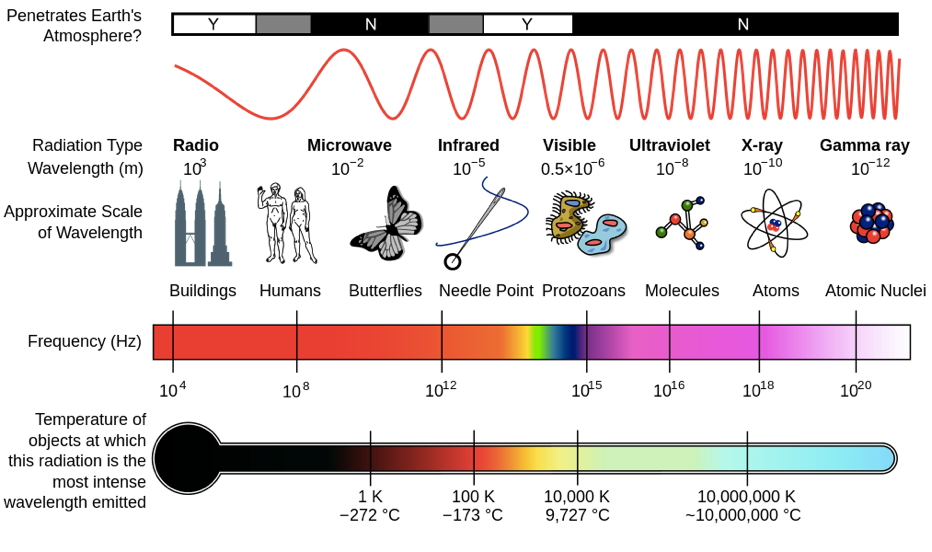 Penetrates Earth's
Atmosphere?
Y N Y N
Radiation Type Radio Microwave Infrared Visible Ultraviolet X-ray Gamma ray
Wavelength (m) 10³ 10⁻² 10⁻⁵ 0.5×10⁻⁶ 10⁻⁸ 10⁻¹⁰ 10⁻¹²
Approximate Scale
of Wavelength
Buildings Humans Butterflies Needle Point Protozoans Molecules Atoms Atomic Nuclei
Frequency (Hz)
10⁴ 10⁸ 10¹² 10¹⁵ 10¹⁶ 10¹⁸ 10²⁰
Temperature of
objects at which
this radiation is the
most intense
wavelength emitted
1 K 100 K 10,000 K 10,000,000 K
−272 °C −173 °C 9,727 °C ~10,000,000 °C